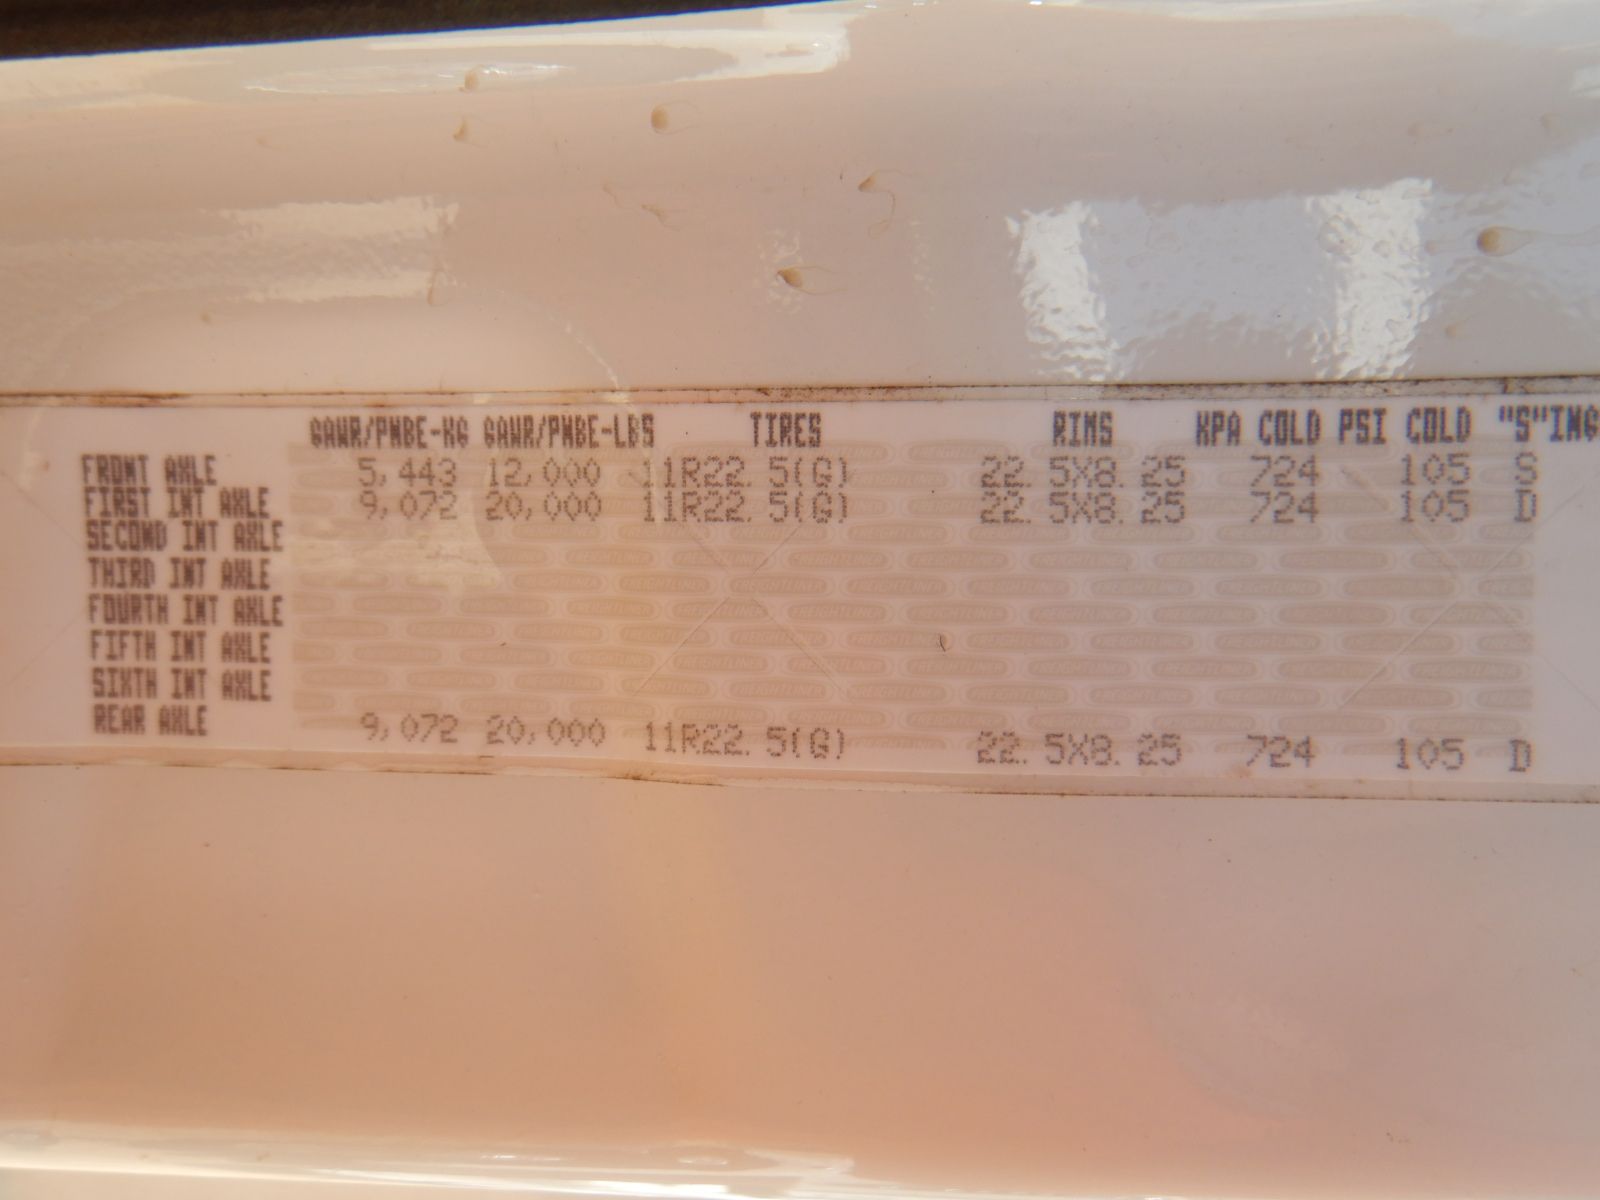 GAWR/PNBE-KG GAWR/PNBE-LBS TIRES RIMS KPA COLD PSI COLD "S"ING
FRONT AXLE 5,443 12,000 11R22.5(G) 22.5X8.25 724 105 S
FIRST INT AXLE 9,072 20,000 11R22.5(G) 22.5X8.25 724 105 D
SECOND INT AXLE
THIRD INT AXLE
FOURTH INT AXLE
FIFTH INT AXLE
SIXTH INT AXLE
REAR AXLE 9,072 20,000 11R22.5(G) 22.5X8.25 724 105 D